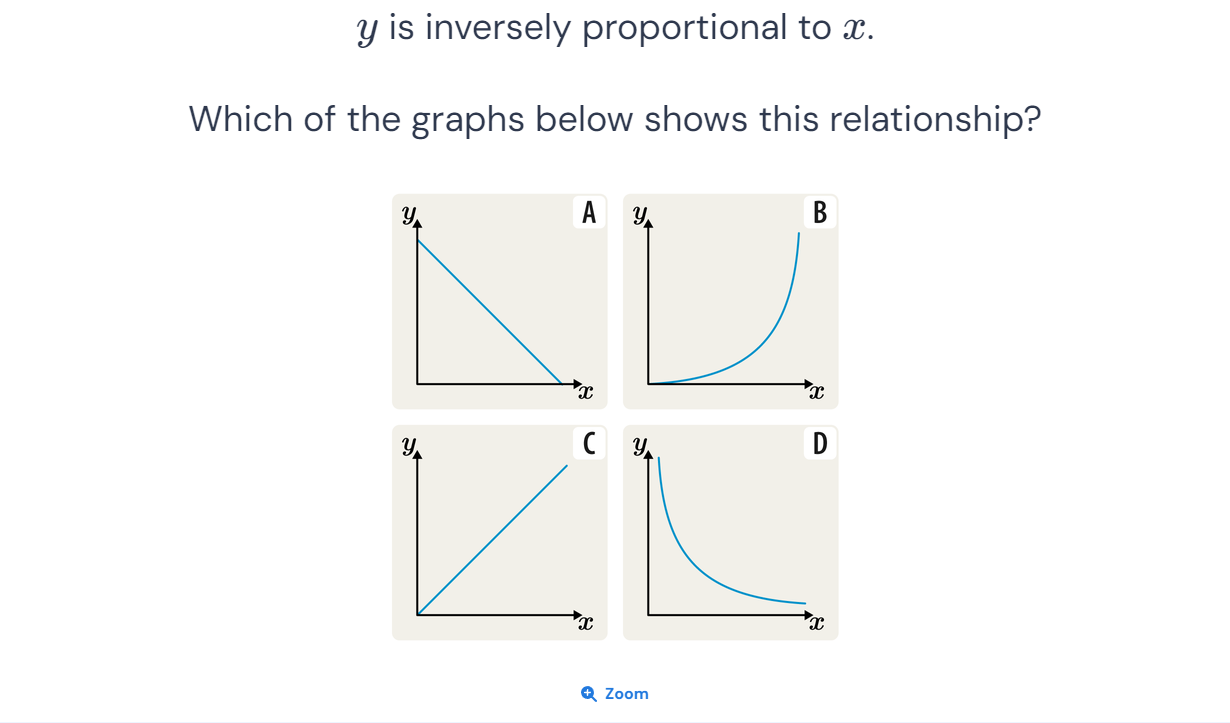 y is inversely proportional to x.
Which of the graphs below shows this relationship?
y
A
x
y
B
x
y
C
x
y
D
x
Zoom